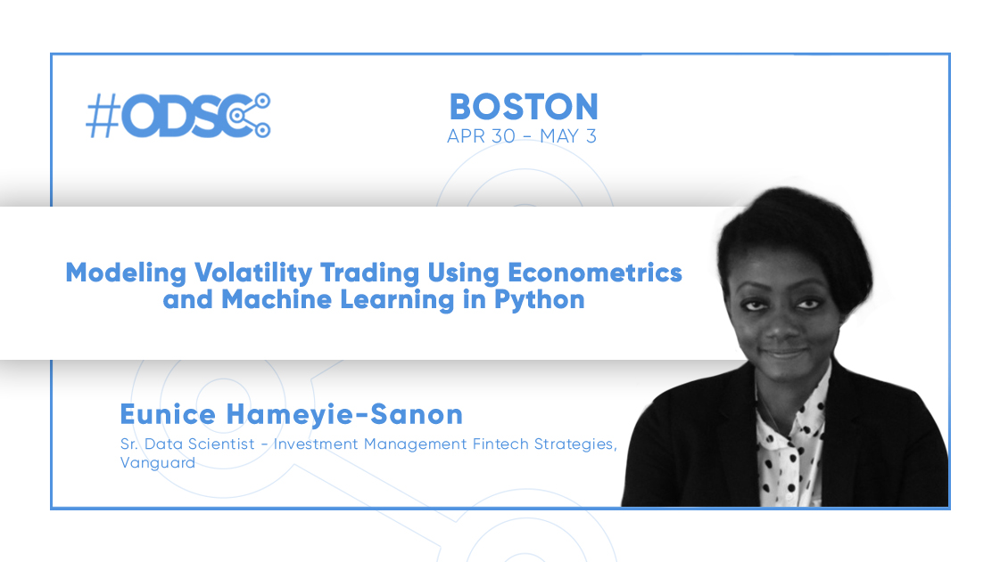 #ODSC
BOSTON
APR 30 - MAY 3
Modeling Volatility Trading Using Econometrics
and Machine Learning in Python
Eunice Hameyie-Sanon
Sr. Data Scientist - Investment Management Fintech Strategies,
Vanguard